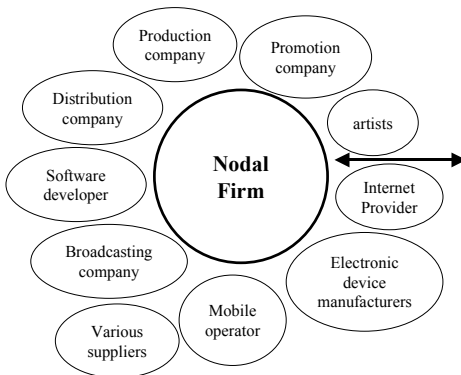 Production
company
Promotion
company
Distribution
company
artists
Nodal
Firm
Software
developer
Internet
Provider
Broadcasting
company
Electronic
device
manufacturers
Mobile
operator
Various
suppliers